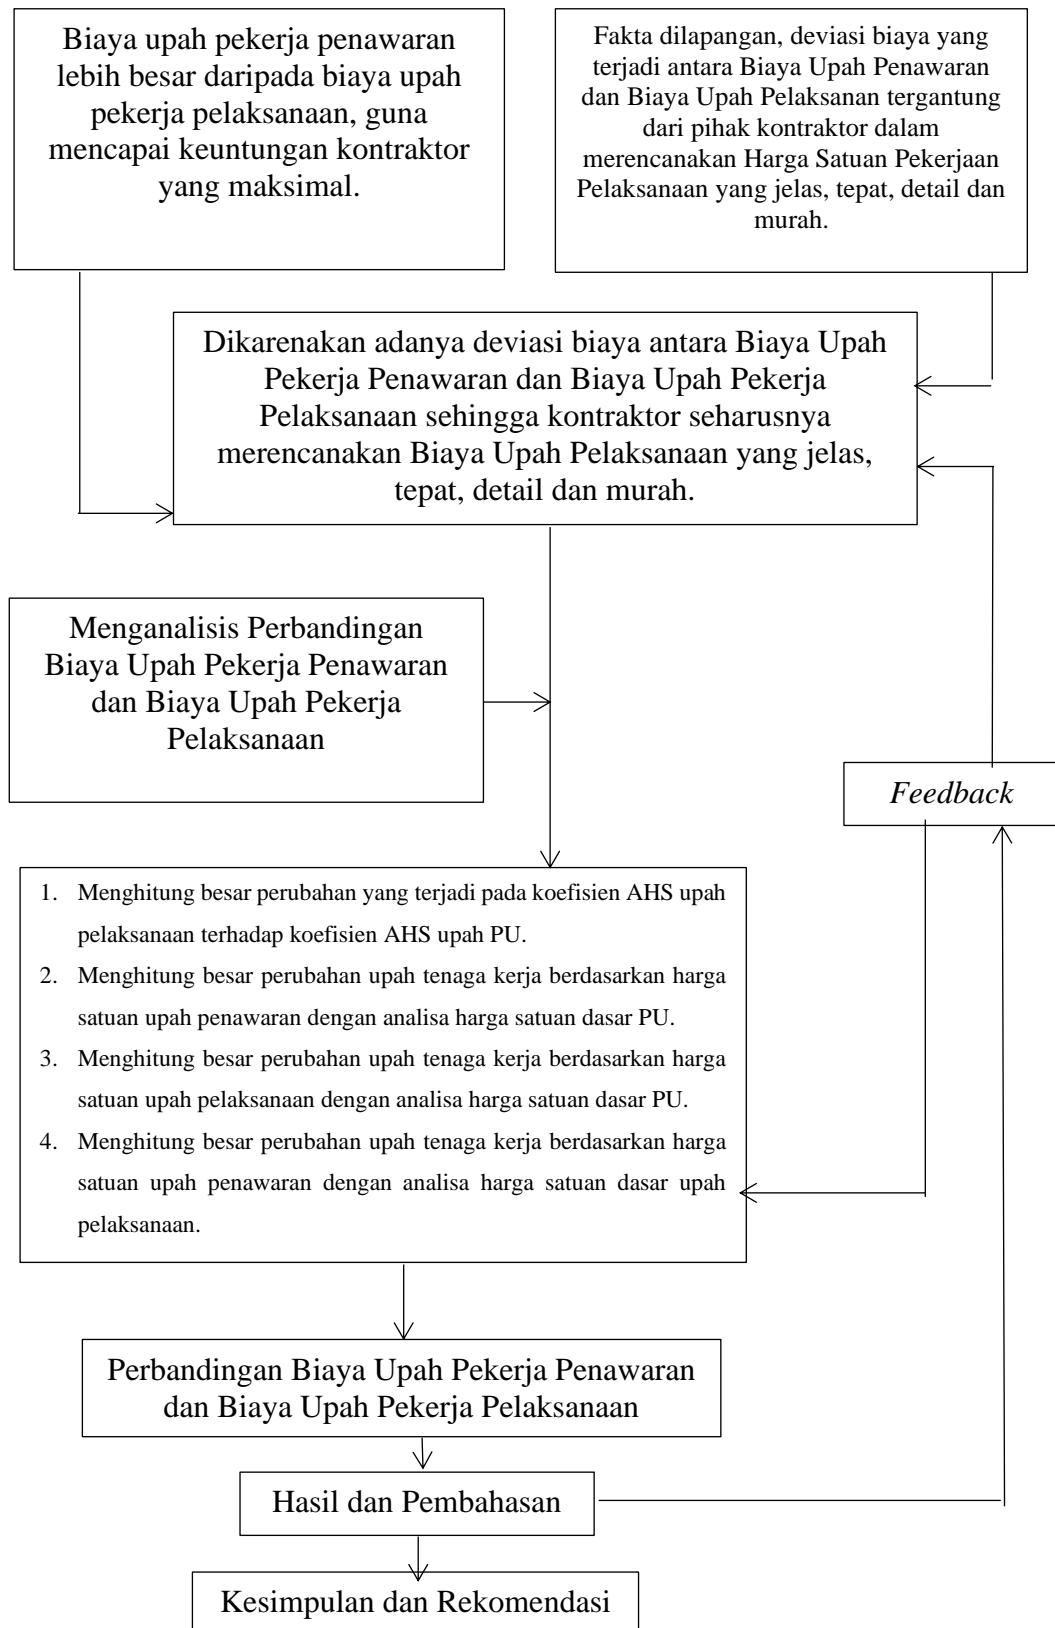 Biaya upah pekerja penawaran
lebih besar daripada biaya upah
pekerja pelaksanaan, guna
mencapai keuntungan kontraktor
yang maksimal.
Fakta dilapangan, deviasi biaya yang
terjadi antara Biaya Upah Penawaran
dan Biaya Upah Pelaksanan tergantung
dari pihak kontraktor dalam
merencanakan Harga Satuan Pekerjaan
Pelaksanaan yang jelas, tepat, detail dan
murah.
Dikarenakan adanya deviasi biaya antara Biaya Upah
Pekerja Penawaran dan Biaya Upah Pekerja
Pelaksanaan sehingga kontraktor seharusnya
merencanakan Biaya Upah Pelaksanaan yang jelas,
tepat, detail dan murah.
Menganalisis Perbandingan
Biaya Upah Pekerja Penawaran
dan Biaya Upah Pekerja
Pelaksanaan
Feedback
1. Menghitung besar perubahan yang terjadi pada koefisien AHS upah
pelaksanaan terhadap koefisien AHS upah PU.
2. Menghitung besar perubahan upah tenaga kerja berdasarkan harga
satuan upah penawaran dengan analisa harga satuan dasar PU.
3. Menghitung besar perubahan upah tenaga kerja berdasarkan harga
satuan upah pelaksanaan dengan analisa harga satuan dasar PU.
4. Menghitung besar perubahan upah tenaga kerja berdasarkan harga
satuan upah penawaran dengan analisa harga satuan dasar upah
pelaksanaan.
Perbandingan Biaya Upah Pekerja Penawaran
dan Biaya Upah Pekerja Pelaksanaan
Hasil dan Pembahasan
Kesimpulan dan Rekomendasi